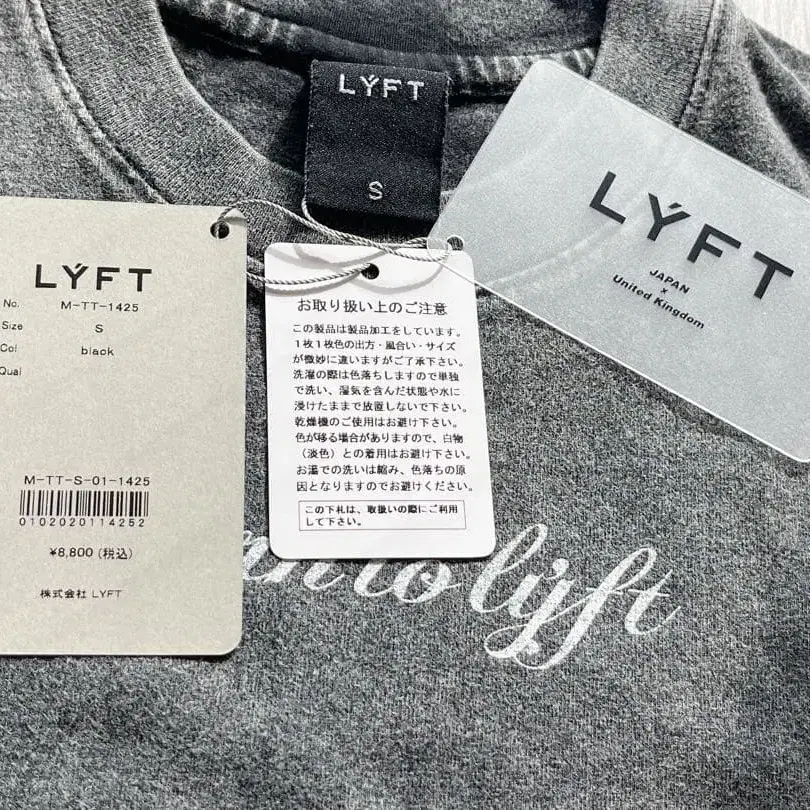 LÝFT
S
LÝFT
JAPAN
×
United Kingdom
LÝFT
No. M-TT-1425
Size S
Col black
Qual
M-TT-S-01-1425
0102020114252
¥8,800 (税込)
株式会社 LÝFT
お取り扱い上のご注意
この製品は製品加工をしています。
1枚1枚色の出方・風合い・サイズ
が微妙に違いますがご了承下さい。
洗濯の際は色落ちしますので単独
で洗い、湿気を含んだ状態や水に
浸けたままで放置しないで下さい。
乾燥機のご使用はお避け下さい。
色が移る場合がありますので、白物
(淡色)との着用はお避け下さい。
お湯での洗いは縮み、色落ちの原
因となりますのでお避けください。
この下札は、取扱いの際にご利用
して下さい。
to lýft